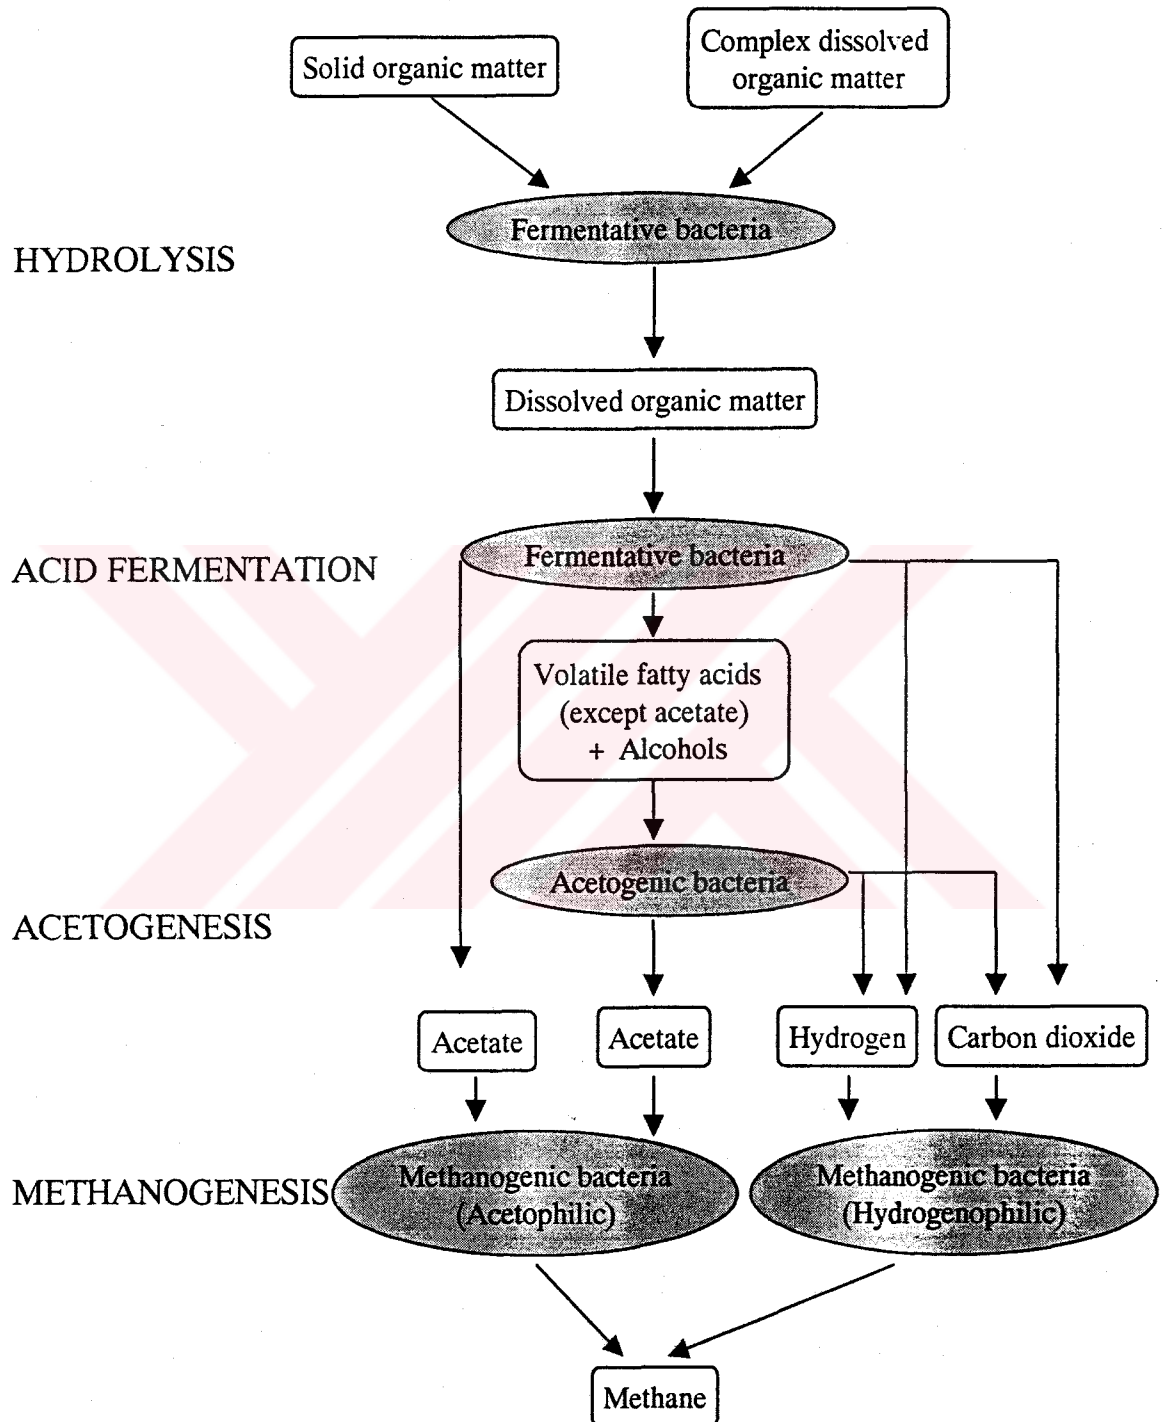 Solid organic matter
Complex dissolved
organic matter
Fermentative bacteria
HYDROLYSIS
Dissolved organic matter
Fermentative bacteria
ACID FERMENTATION
Volatile fatty acids
(except acetate)
+ Alcohols
Acetogenic bacteria
ACETOGENESIS
Acetate
Acetate
Hydrogen
Carbon dioxide
METHANOGENESIS
Methanogenic bacteria
(Acetophilic)
Methanogenic bacteria
(Hydrogenophilic)
Methane